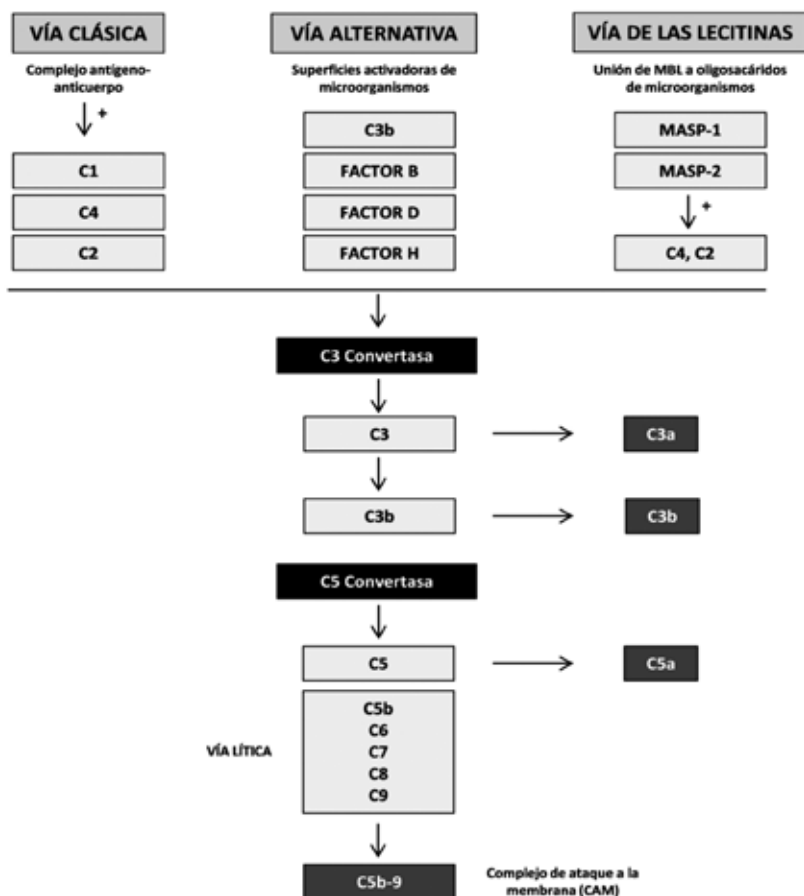 VÍA CLÁSICA
Complejo antígeno-
anticuerpo
+
C1
C4
C2
VÍA ALTERNATIVA
Superficies activadoras de
microorganismos
C3b
FACTOR B
FACTOR D
FACTOR H
VÍA DE LAS LECITINAS
Unión de MBL a oligosacáridos
de microorganismos
MASP-1
MASP-2
+
C4, C2
C3 Convertasa
C3
C3a
C3b
C3b
C5 Convertasa
C5
C5a
VÍA LÍTICA
C5b
C6
C7
C8
C9
C5b-9
Complejo de ataque a la
membrana (CAM)